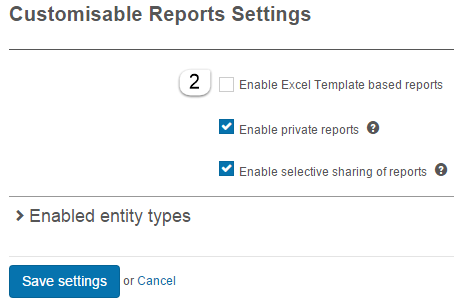 Customisable Reports Settings
2 Enable Excel Template based reports
Enable private reports ?
Enable selective sharing of reports ?
Enabled entity types
Save settings or Cancel